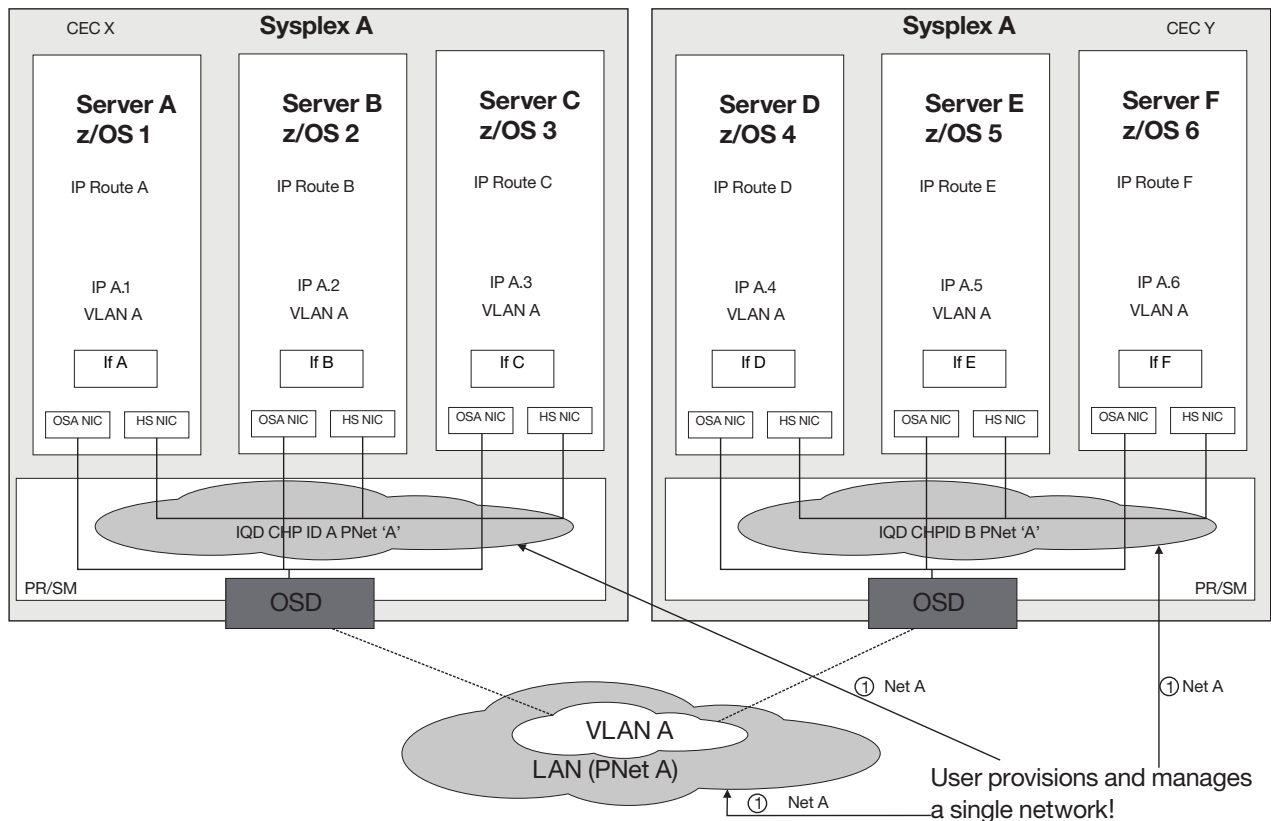 CEC X
Sysplex A
Server A
z/OS 1
IP Route A
IP A.1
VLAN A
If A
OSA NIC
HS NIC
Server B
z/OS 2
IP Route B
IP A.2
VLAN A
If B
OSA NIC
HS NIC
Server C
z/OS 3
IP Route C
IP A.3
VLAN A
If C
OSA NIC
HS NIC
IQD CHP ID A PNet ‘A’
PR/SM
OSD
Sysplex A
CEC Y
Server D
z/OS 4
IP Route D
IP A.4
VLAN A
If D
OSA NIC
HS NIC
Server E
z/OS 5
IP Route E
IP A.5
VLAN A
If E
OSA NIC
HS NIC
Server F
z/OS 6
IP Route F
IP A.6
VLAN A
If F
OSA NIC
HS NIC
IQD CHPID B PNet ‘A’
PR/SM
OSD
① Net A
① Net A
VLAN A
LAN (PNet A)
① Net A
User provisions and manages
a single network!